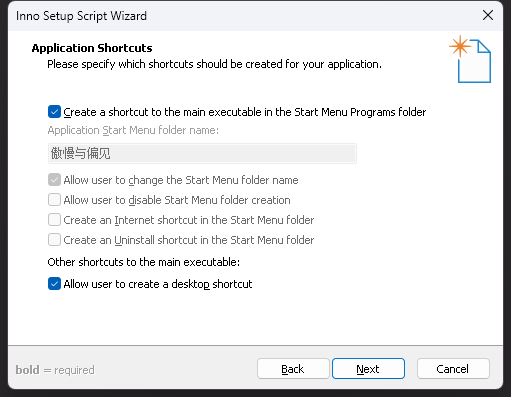 Inno Setup Script Wizard
Application Shortcuts
Please specify which shortcuts should be created for your application.
Create a shortcut to the main executable in the Start Menu Programs folder
Application Start Menu folder name:
傲慢与偏见
Allow user to change the Start Menu folder name
Allow user to disable Start Menu folder creation
Create an Internet shortcut in the Start Menu folder
Create an Uninstall shortcut in the Start Menu folder
Other shortcuts to the main executable:
Allow user to create a desktop shortcut
bold = required
Back
Next
Cancel